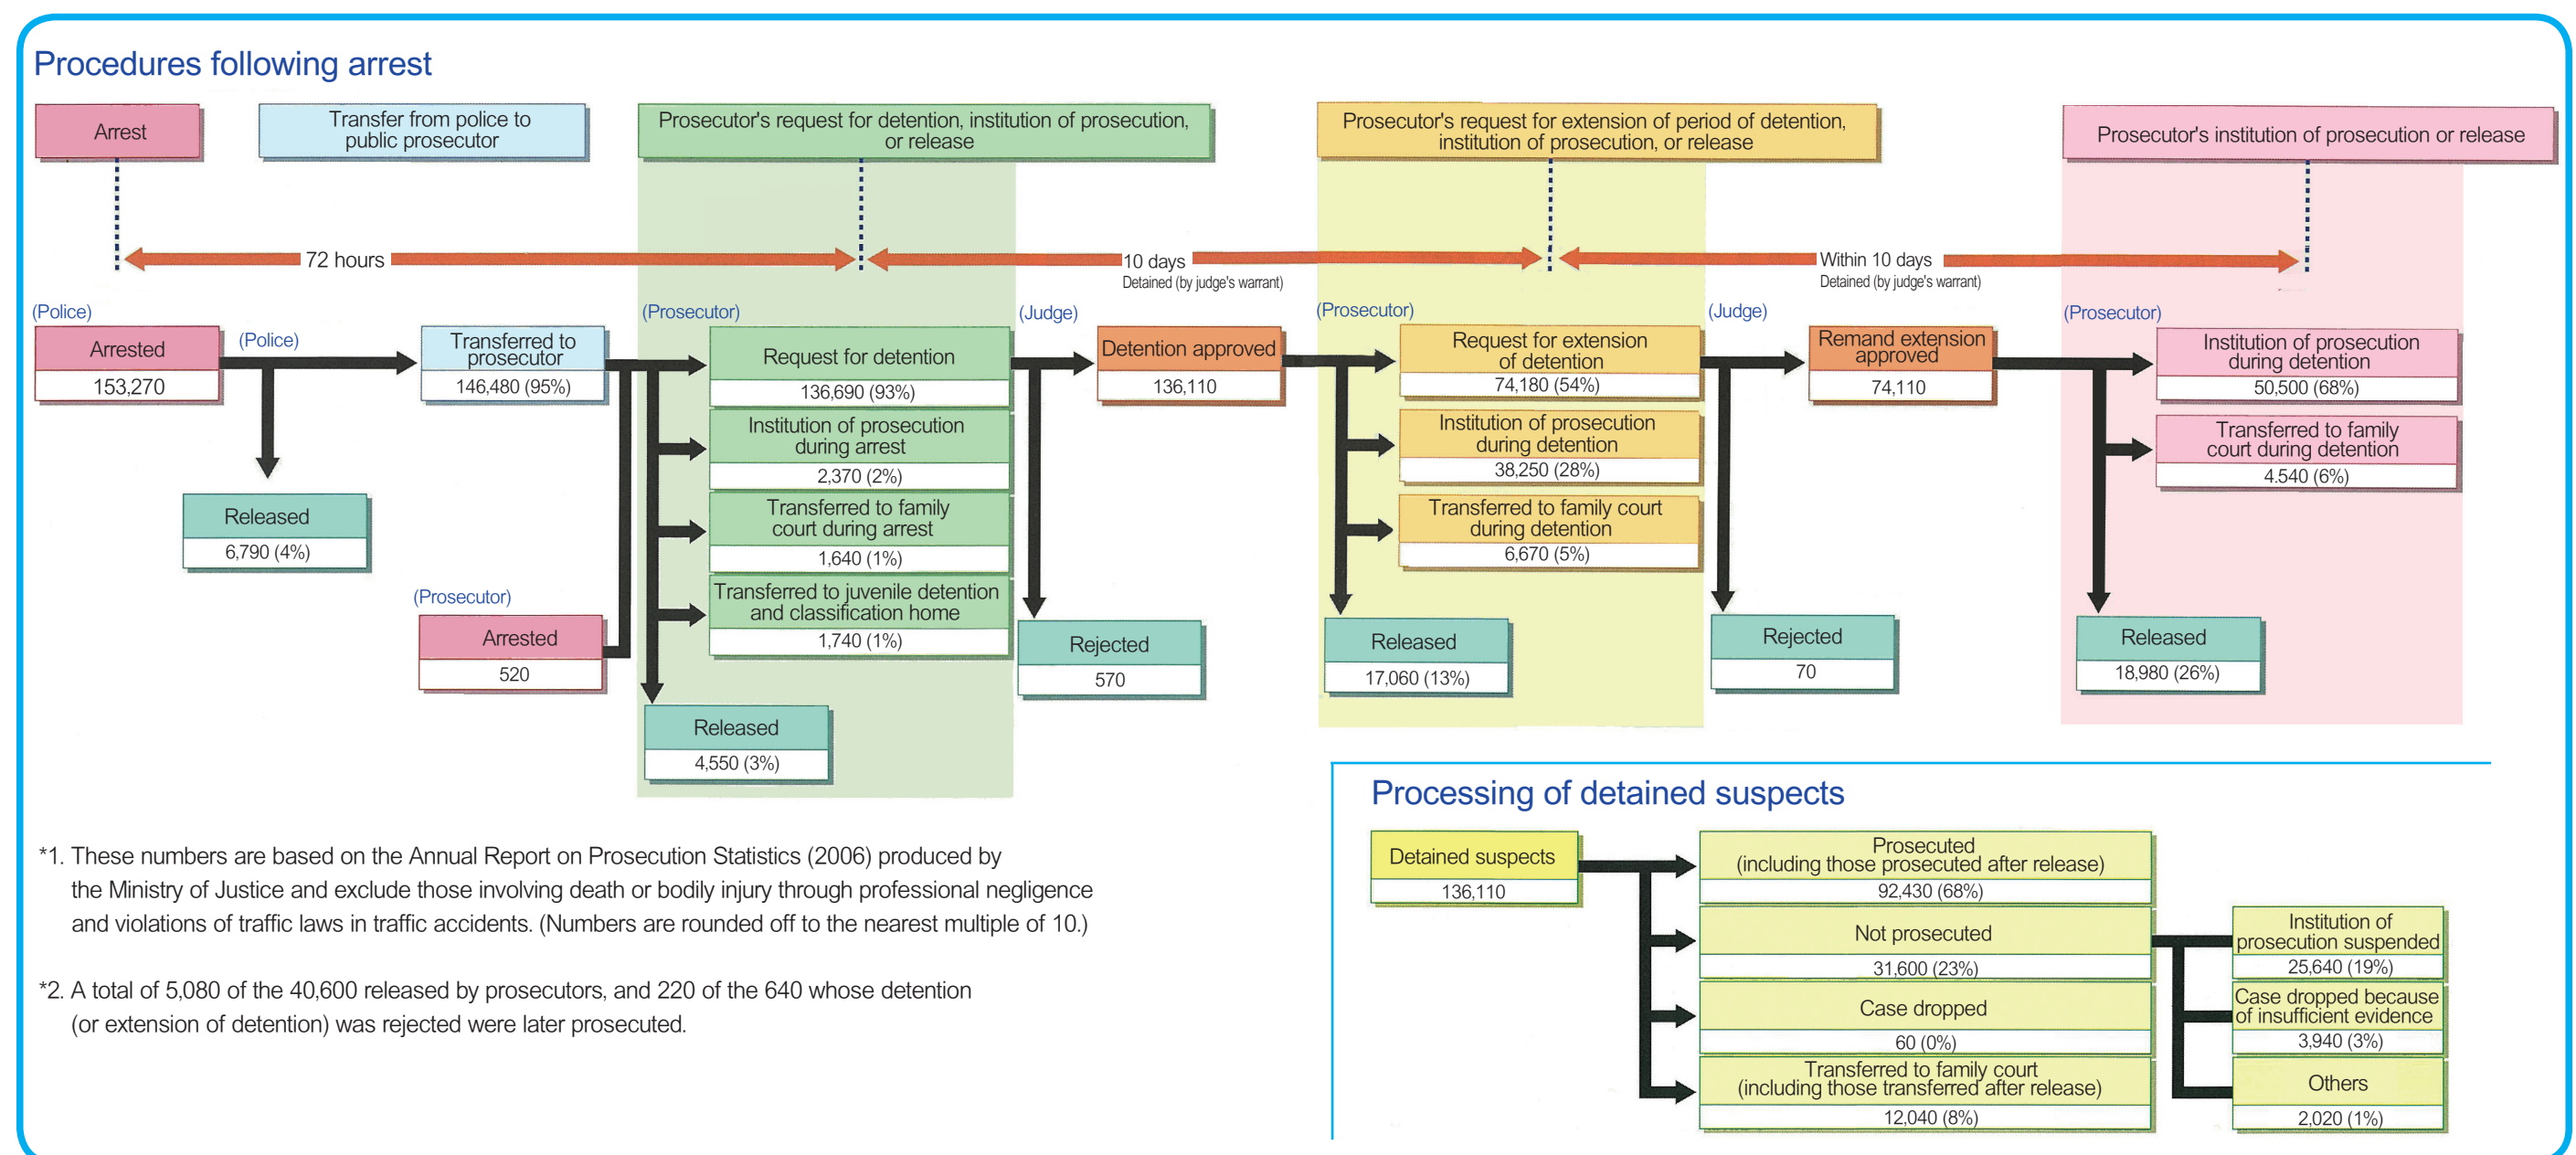 Procedures following arrest
Arrest
Transfer from police to
public prosecutor
Prosecutor's request for detention, institution of prosecution,
or release
Prosecutor's request for extension of period of detention,
institution of prosecution, or release
Prosecutor's institution of prosecution or release
72 hours
10 days
Detained (by judge's warrant)
Within 10 days
Detained (by judge's warrant)
(Police)
Arrested
153,270
(Police)
Released
6,790 (4%)
Transferred to
prosecutor
146,480 (95%)
(Prosecutor)
Arrested
520
(Prosecutor)
Request for detention
136,690 (93%)
Institution of prosecution
during arrest
2,370 (2%)
Transferred to family
court during arrest
1,640 (1%)
Transferred to juvenile detention
and classification home
1,740 (1%)
Released
4,550 (3%)
(Judge)
Detention approved
136,110
Rejected
570
(Prosecutor)
Request for extension
of detention
74,180 (54%)
Institution of prosecution
during detention
38,250 (28%)
Transferred to family court
during detention
6,670 (5%)
Released
17,060 (13%)
(Judge)
Remand extension
approved
74,110
Rejected
70
(Prosecutor)
Institution of prosecution
during detention
50,500 (68%)
Transferred to family
court during detention
4.540 (6%)
Released
18,980 (26%)
*1. These numbers are based on the Annual Report on Prosecution Statistics (2006) produced by
the Ministry of Justice and exclude those involving death or bodily injury through professional negligence
and violations of traffic laws in traffic accidents. (Numbers are rounded off to the nearest multiple of 10.)
*2. A total of 5,080 of the 40,600 released by prosecutors, and 220 of the 640 whose detention
(or extension of detention) was rejected were later prosecuted.
Processing of detained suspects
Detained suspects
136,110
Prosecuted
(including those prosecuted after release)
92,430 (68%)
Not prosecuted
31,600 (23%)
Case dropped
60 (0%)
Transferred to family court
(including those transferred after release)
12,040 (8%)
Institution of
prosecution suspended
25,640 (19%)
Case dropped because
of insufficient evidence
3,940 (3%)
Others
2,020 (1%)